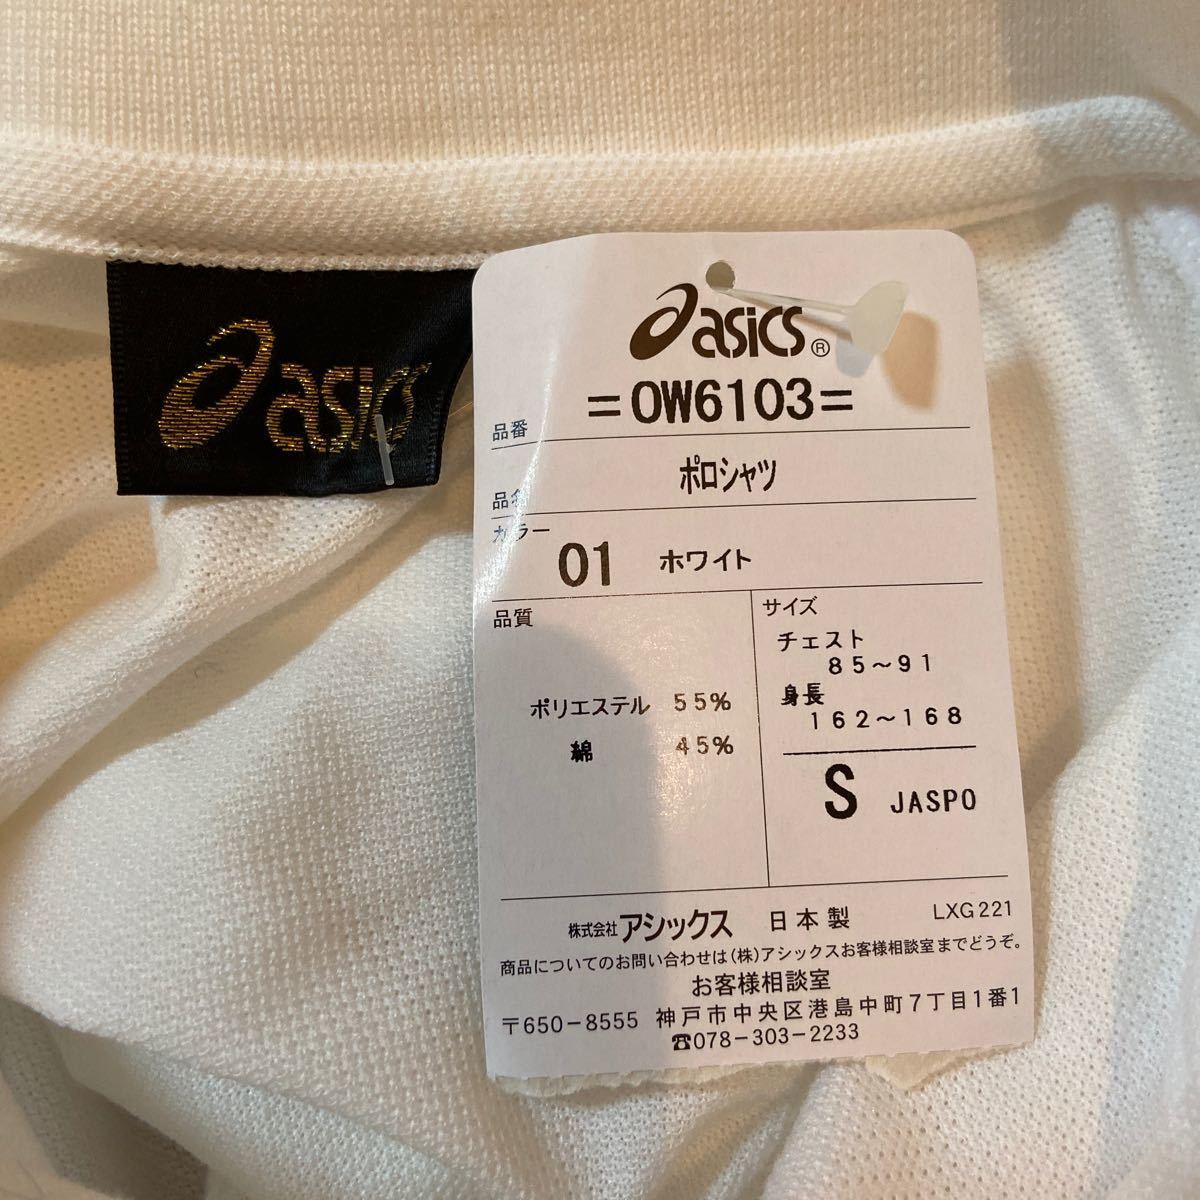 asics
asics®
=OW6103=
品番
ポロシャツ
品名
カラー
01 ホワイト
品質
サイズ
チェスト
85～91
身長
162～168
ポリエステル 55%
綿 45%
S JASPO
株式会社アシックス 日本製 LXG221
商品についてのお問い合わせは(株)アシックスお客様相談室までどうぞ。
お客様相談室
〒650-8555 神戸市中央区港島中町7丁目1番1
☎078-303-2233